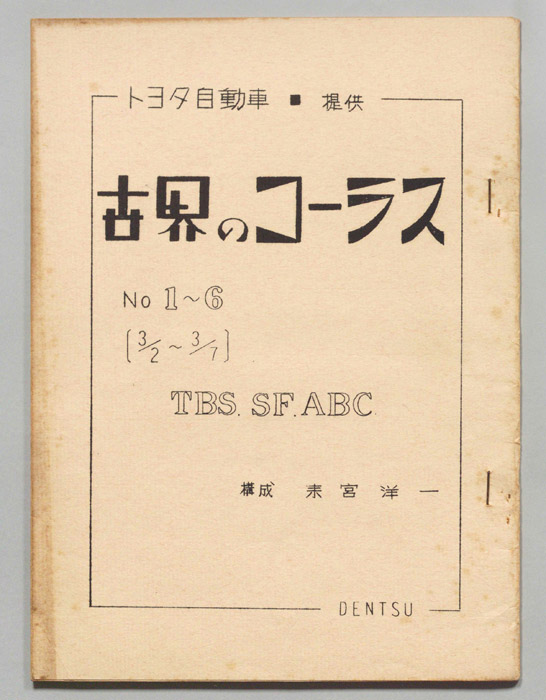 トヨタ自動車 ■ 提供
世界のコーラス
No 1~6
[3/2~3/7]
TBS. SF. ABC
構成 来宮洋一
DENTSU